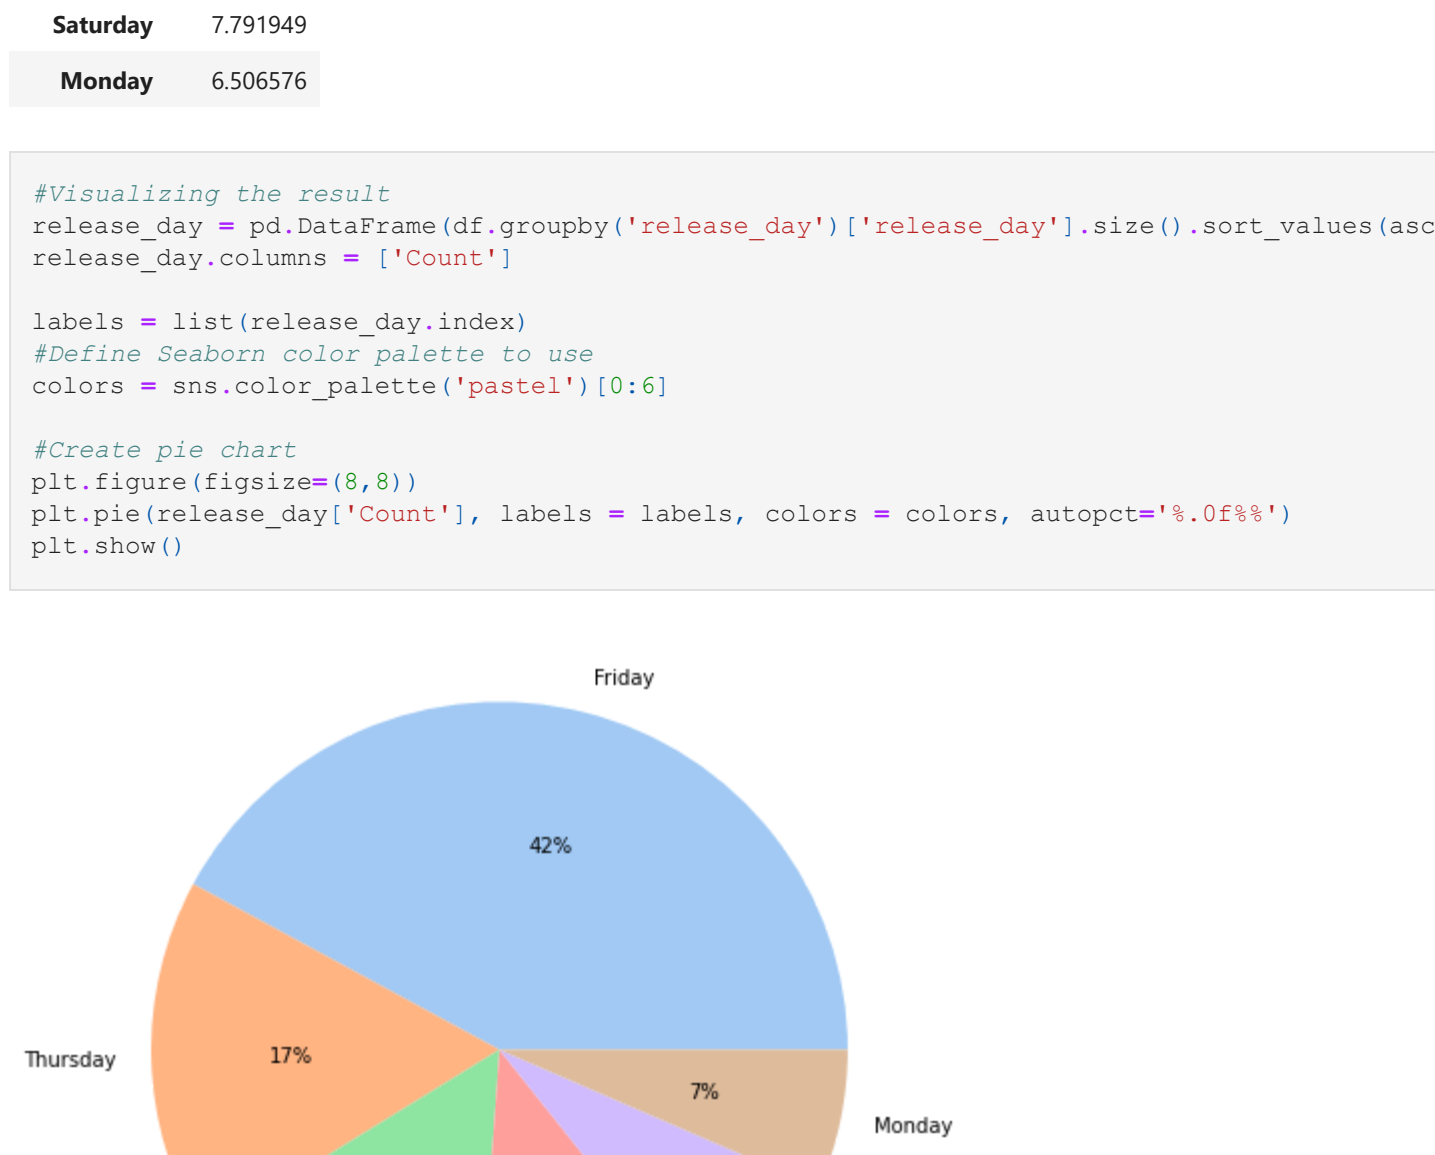 Saturday 7.791949
Monday 6.506576
#Visualizing the result
release_day = pd.DataFrame(df.groupby('release_day')['release_day'].size().sort_values(asc
release_day.columns = ['Count']
labels = list(release_day.index)
#Define Seaborn color palette to use
colors = sns.color_palette('pastel')[0:6]
#Create pie chart
plt.figure(figsize=(8,8))
plt.pie(release_day['Count'], labels = labels, colors = colors, autopct='%.0f%%')
plt.show()
Friday
42%
Thursday
17%
7%
Monday